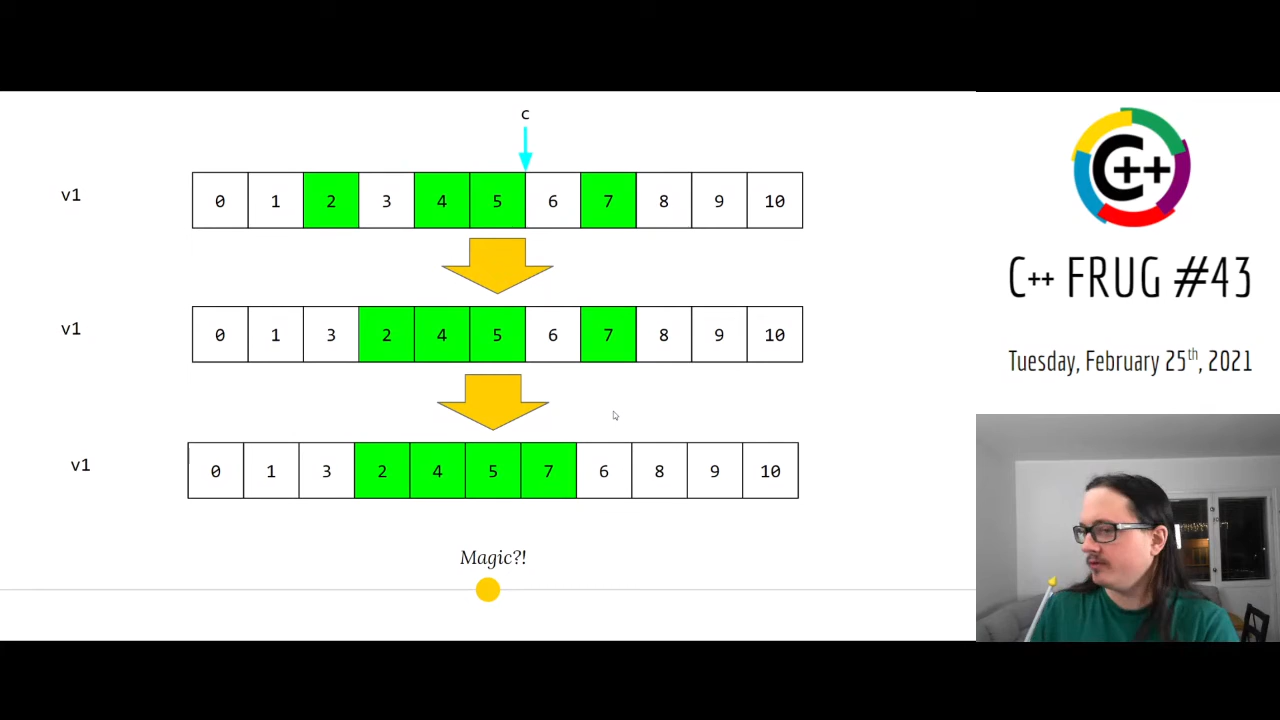 c
v1
0 1 2 3 4 5 6 7 8 9 10
v1
0 1 3 2 4 5 6 7 8 9 10
v1
0 1 3 2 4 5 7 6 8 9 10
Magic?!
C++
C++ FRUG #43
Tuesday, February 25th, 2021